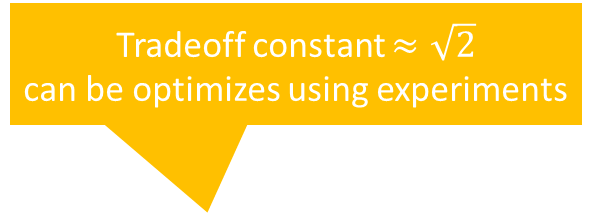 Tradeoff constant ≈ √2
can be optimizes using experiments